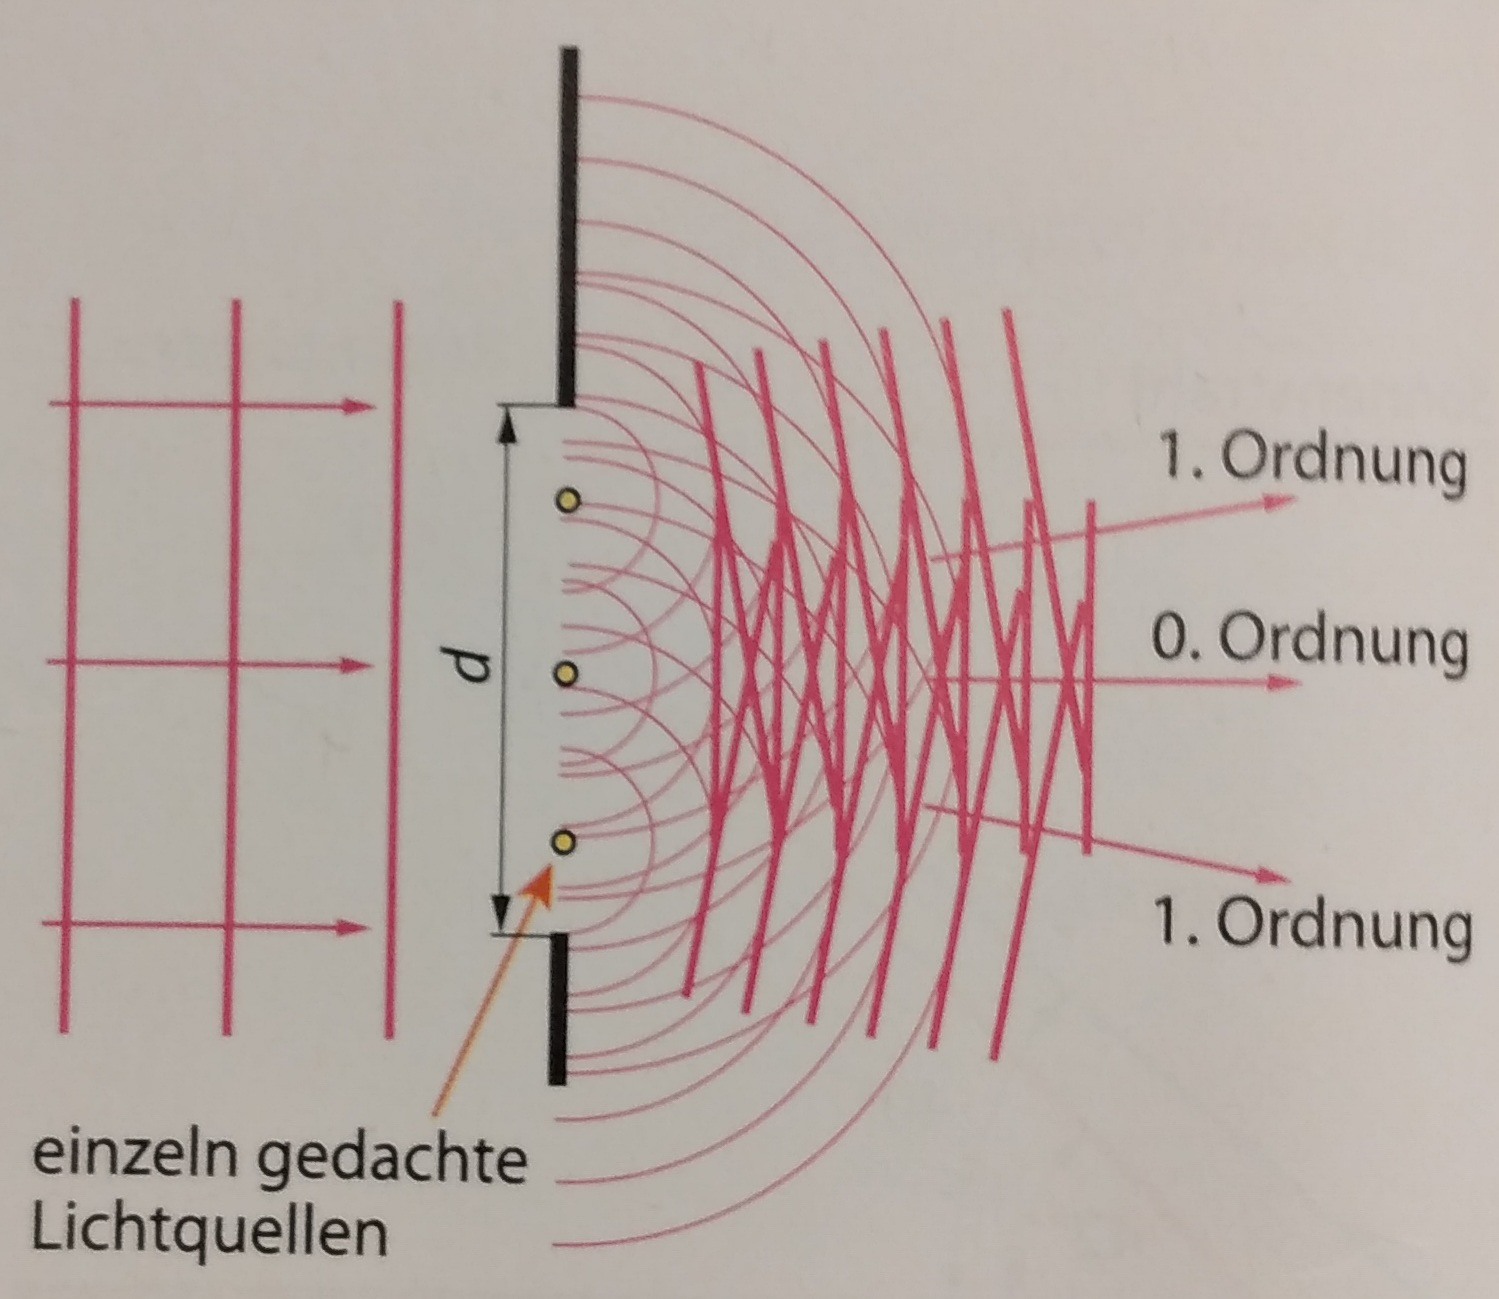 1. Ordnung
0. Ordnung
d
1. Ordnung
einzeln gedachte
Lichtquellen